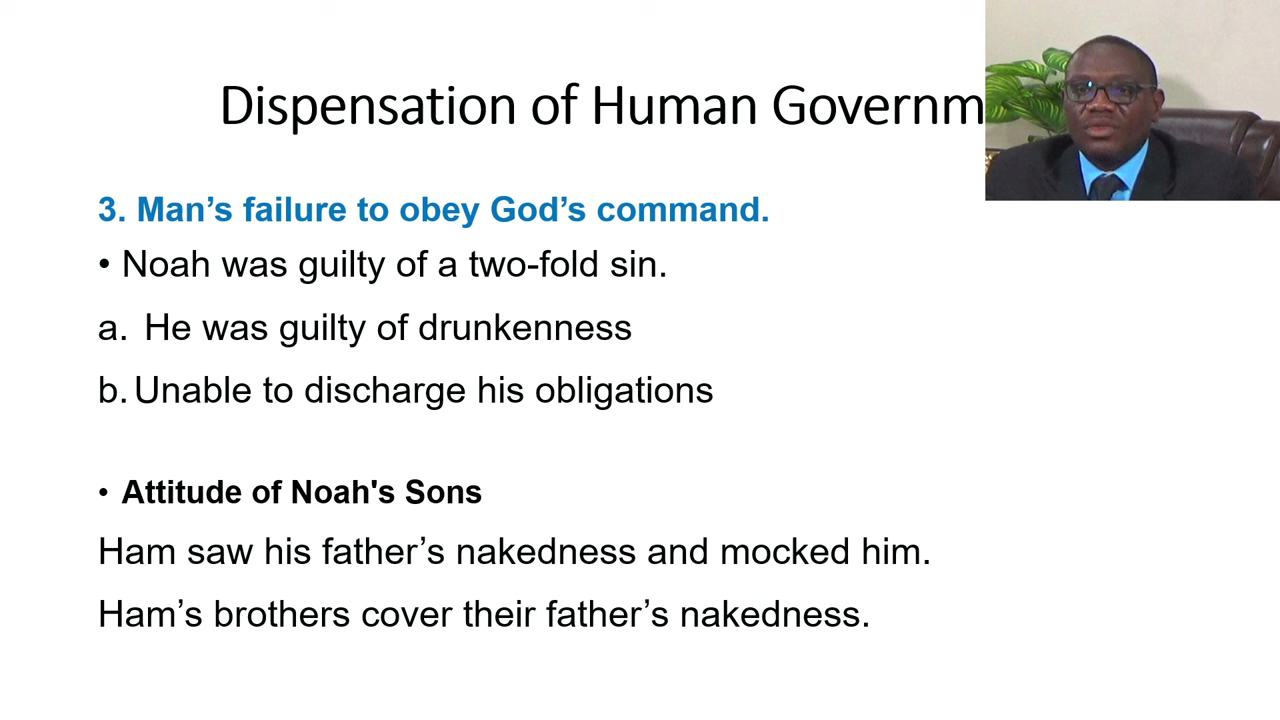 Dispensation of Human Governm
3. Man’s failure to obey God’s command.
• Noah was guilty of a two-fold sin.
a. He was guilty of drunkenness
b. Unable to discharge his obligations
• Attitude of Noah's Sons
Ham saw his father’s nakedness and mocked him.
Ham’s brothers cover their father’s nakedness.